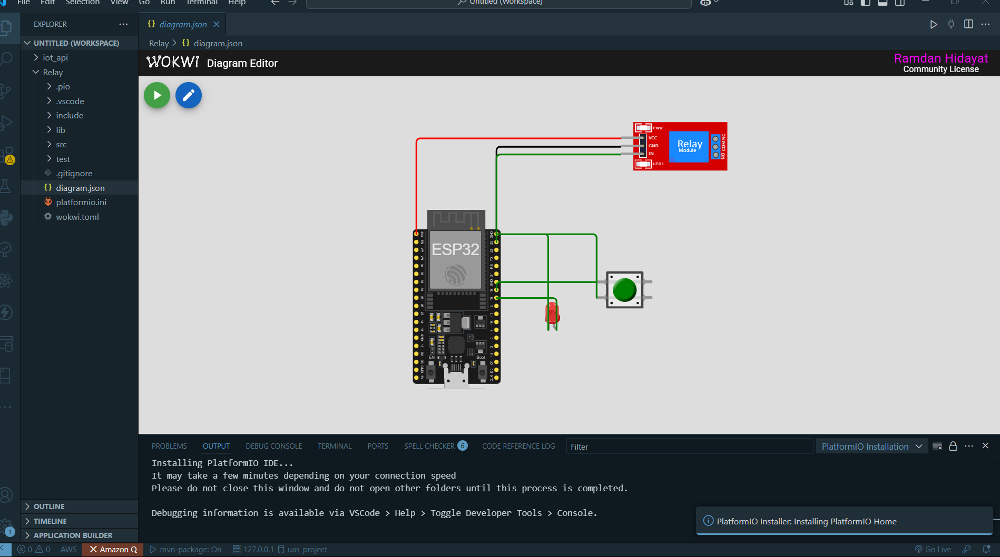 File Edit Selection View Go Run Terminal Help
Untitled (Workspace)
EXPLORER
diagram.json
UNTITLED (WORKSPACE)
Relay > diagram.json
iot_api
WOKWi Diagram Editor
Ramdan Hidayat
Community License
Relay
.pio
.vscode
include
lib
src
test
.gitignore
diagram.json
platformio.ini
wokwi.toml
PWR
VCC
GND
IN
LED1
Relay
Module
NO COM NC
ESP32
EN
Boot
PROBLEMS OUTPUT DEBUG CONSOLE TERMINAL PORTS SPELL CHECKER 6 CODE REFERENCE LOG Filter PlatformIO Installation
Installing PlatformIO IDE...
It may take a few minutes depending on your connection speed
Please do not close this window and do not open other folders until this process is completed.
Debugging information is available via VSCode > Help > Toggle Developer Tools > Console.
OUTLINE
TIMELINE
APPLICATION BUILDER
1
PlatformIO Installer: Installing PlatformIO Home
0 0 AWS Amazon Q mvn-package: On 127.0.0.1 uas_project Go Live